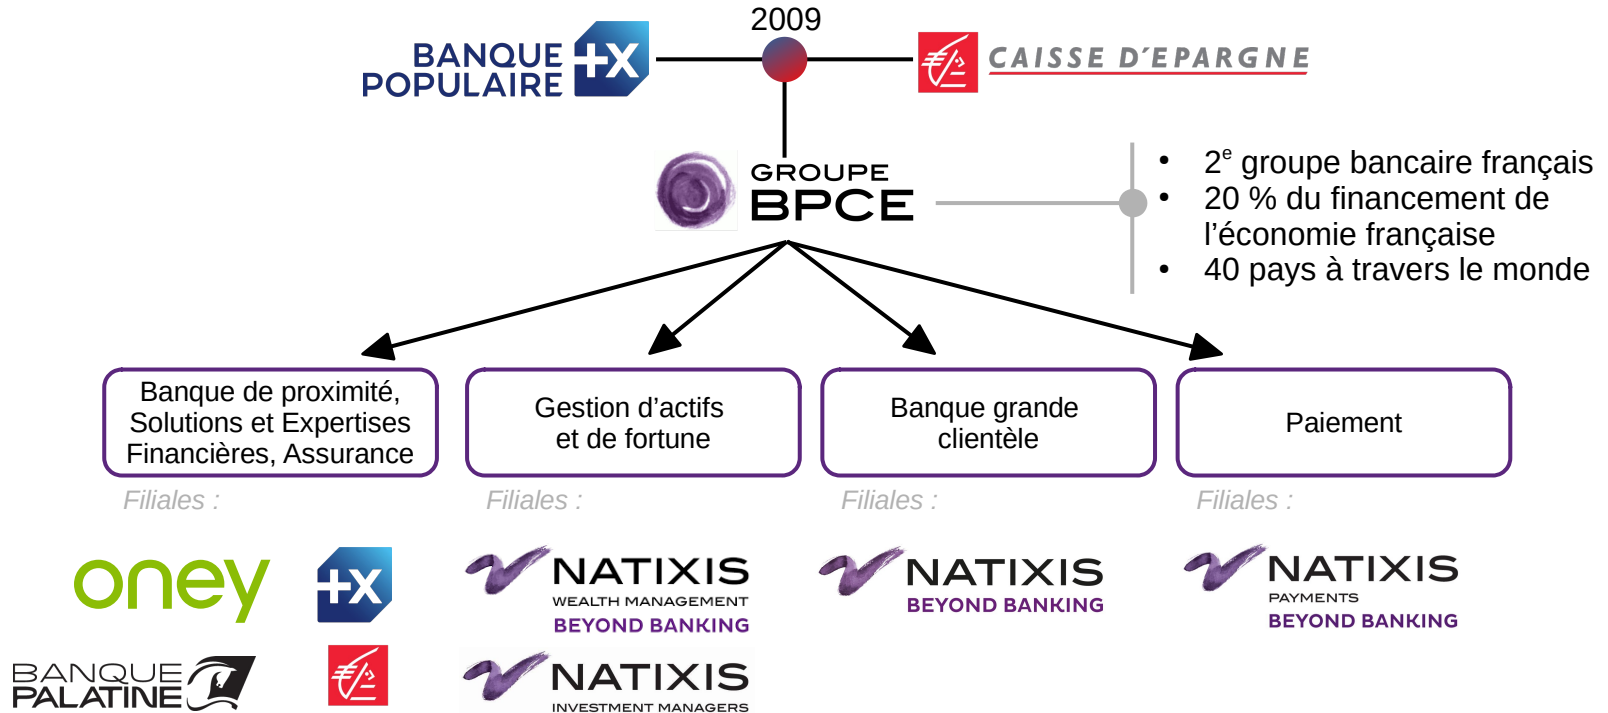 2009
BANQUE
POPULAIRE
+X
CAISSE D'EPARGNE
GROUPE
BPCE
• 2e groupe bancaire français
• 20 % du financement de
l’économie française
• 40 pays à travers le monde
Banque de proximité,
Solutions et Expertises
Financières, Assurance
Gestion d’actifs
et de fortune
Banque grande
clientèle
Paiement
Filiales :
Filiales :
Filiales :
Filiales :
oney
+X
BANQUE
PALATINE
NATIXIS
WEALTH MANAGEMENT
BEYOND BANKING
NATIXIS
INVESTMENT MANAGERS
NATIXIS
BEYOND BANKING
NATIXIS
PAYMENTS
BEYOND BANKING